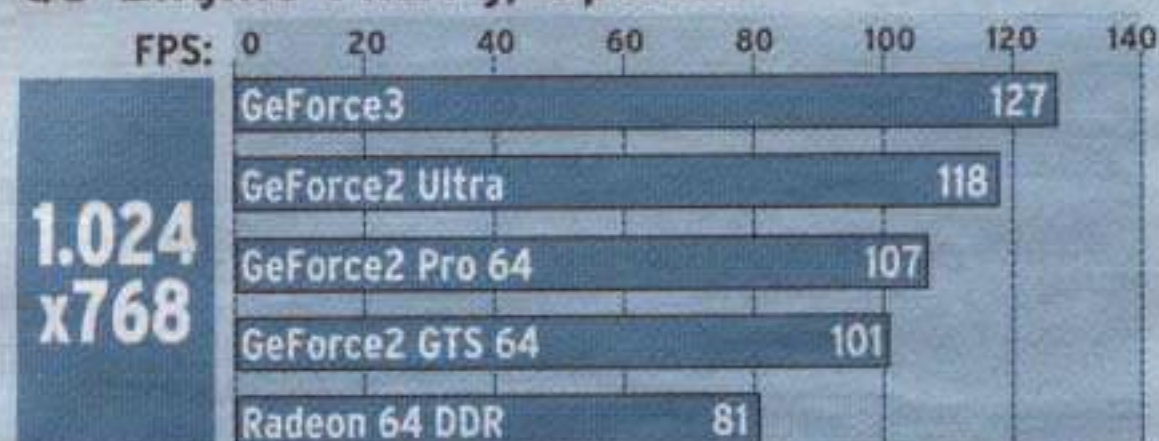 FPS: 0 20 40 60 80 100 120 140
GeForce3 127
GeForce2 Ultra 118
1.024
x768
GeForce2 Pro 64 107
GeForce2 GTS 64 101
Radeon 64 DDR 81